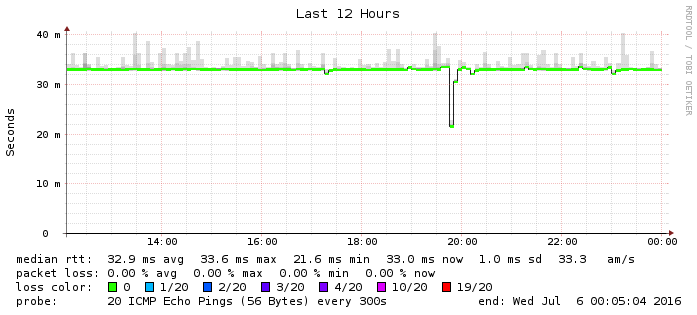 Last 12 Hours
RRDTOOL / TOBI OETIKER
Seconds
40 m
30 m
20 m
10 m
0
14:00 16:00 18:00 20:00 22:00 00:00
median rtt: 32.9 ms avg 33.6 ms max 21.6 ms min 33.0 ms now 1.0 ms sd 33.3 am/s
packet loss: 0.00 % avg 0.00 % max 0.00 % min 0.00 % now
loss color: 0 1/20 2/20 3/20 4/20 10/20 19/20
probe: 20 ICMP Echo Pings (56 Bytes) every 300s end: Wed Jul 6 00:05:04 2016